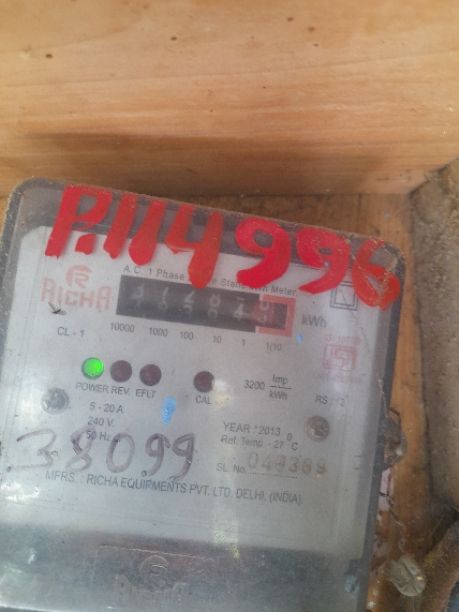 P.114996
A.C. 1 Phase
Meter
RICHA
kWh
10000 1000 100 10 1 1/10
CL - 1
POWER REV. EFLT
CAL
3200 Imp/kWh
5 - 20 A
240 V.
50 Hz
YEAR : 2013
Ref. Temp - 27°C
38099
SL. No. 049369
MFRS : RICHA EQUIPMENTS PVT. LTD. DELHI, (INDIA)